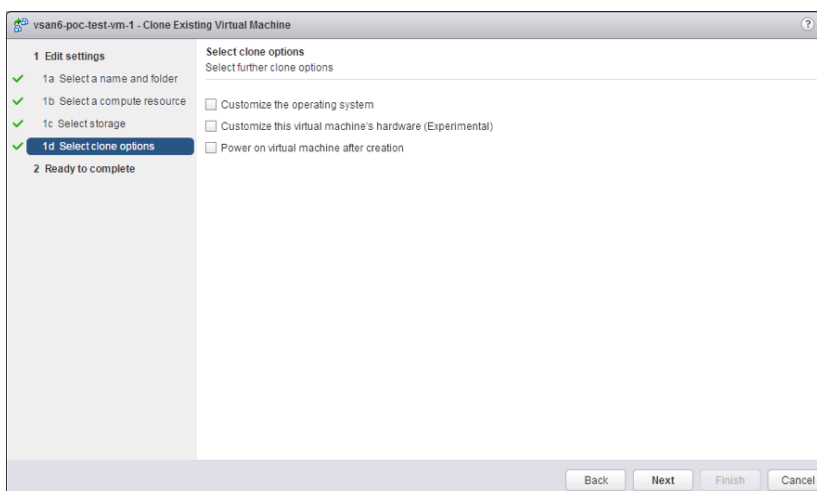 vsan6-poc-test-vm-1 - Clone Existing Virtual Machine
?
1 Edit settings
1a Select a name and folder
1b Select a compute resource
1c Select storage
1d Select clone options
2 Ready to complete
Select clone options
Select further clone options
Customize the operating system
Customize this virtual machine's hardware (Experimental)
Power on virtual machine after creation
Back
Next
Finish
Cancel